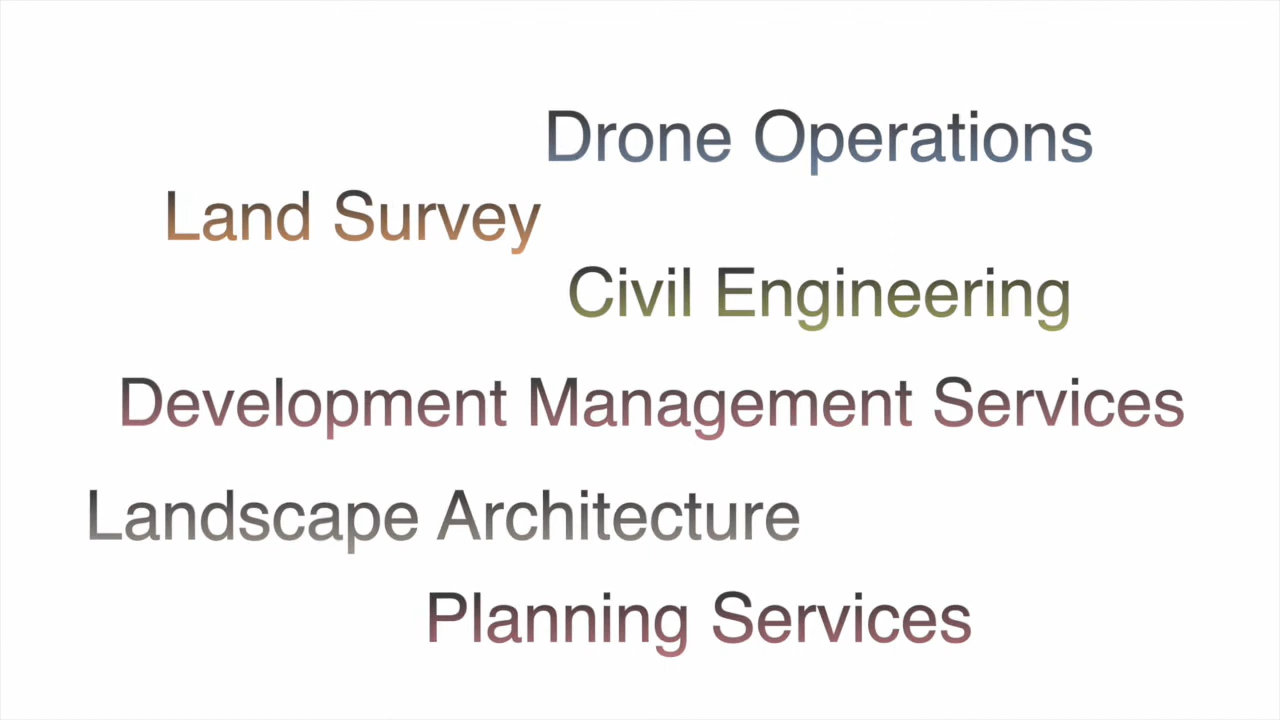 Drone Operations
Land Survey
Civil Engineering
Development Management Services
Landscape Architecture
Planning Services